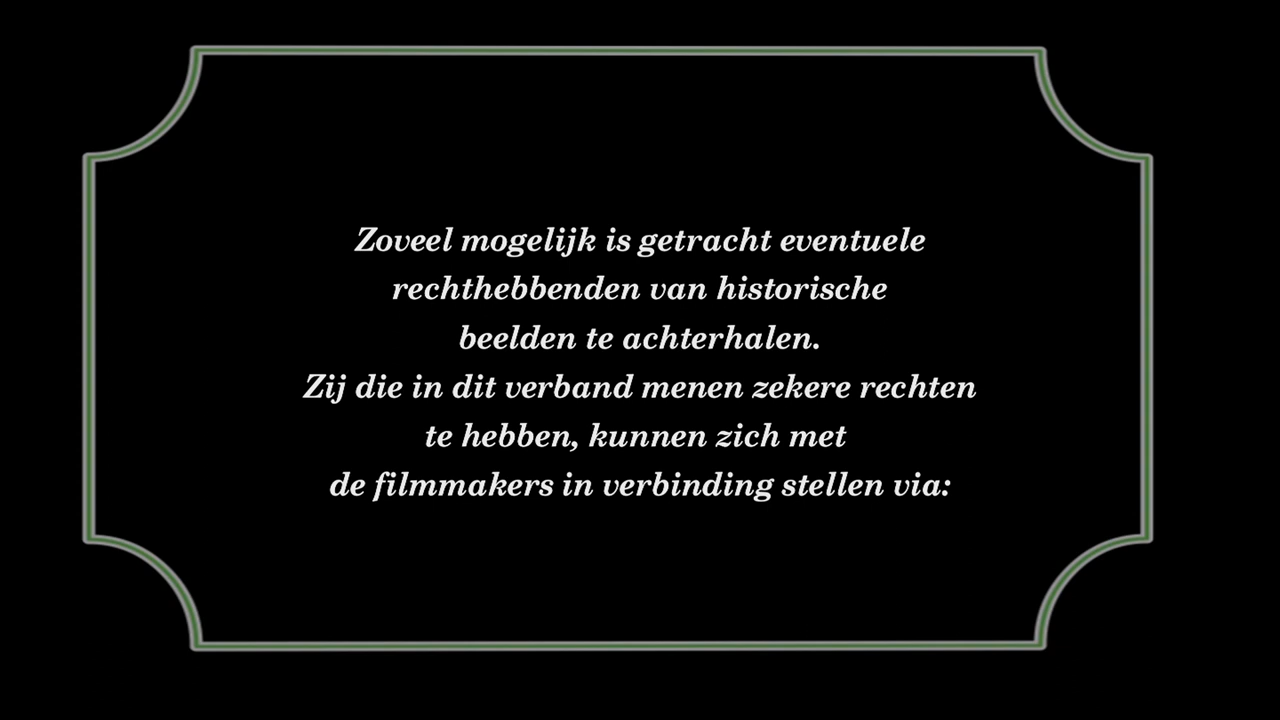 Zoveel mogelijk is getracht eventuele
rechthebbenden van historische
beelden te achterhalen.
Zij die in dit verband menen zekere rechten
te hebben, kunnen zich met
de filmmakers in verbinding stellen via: